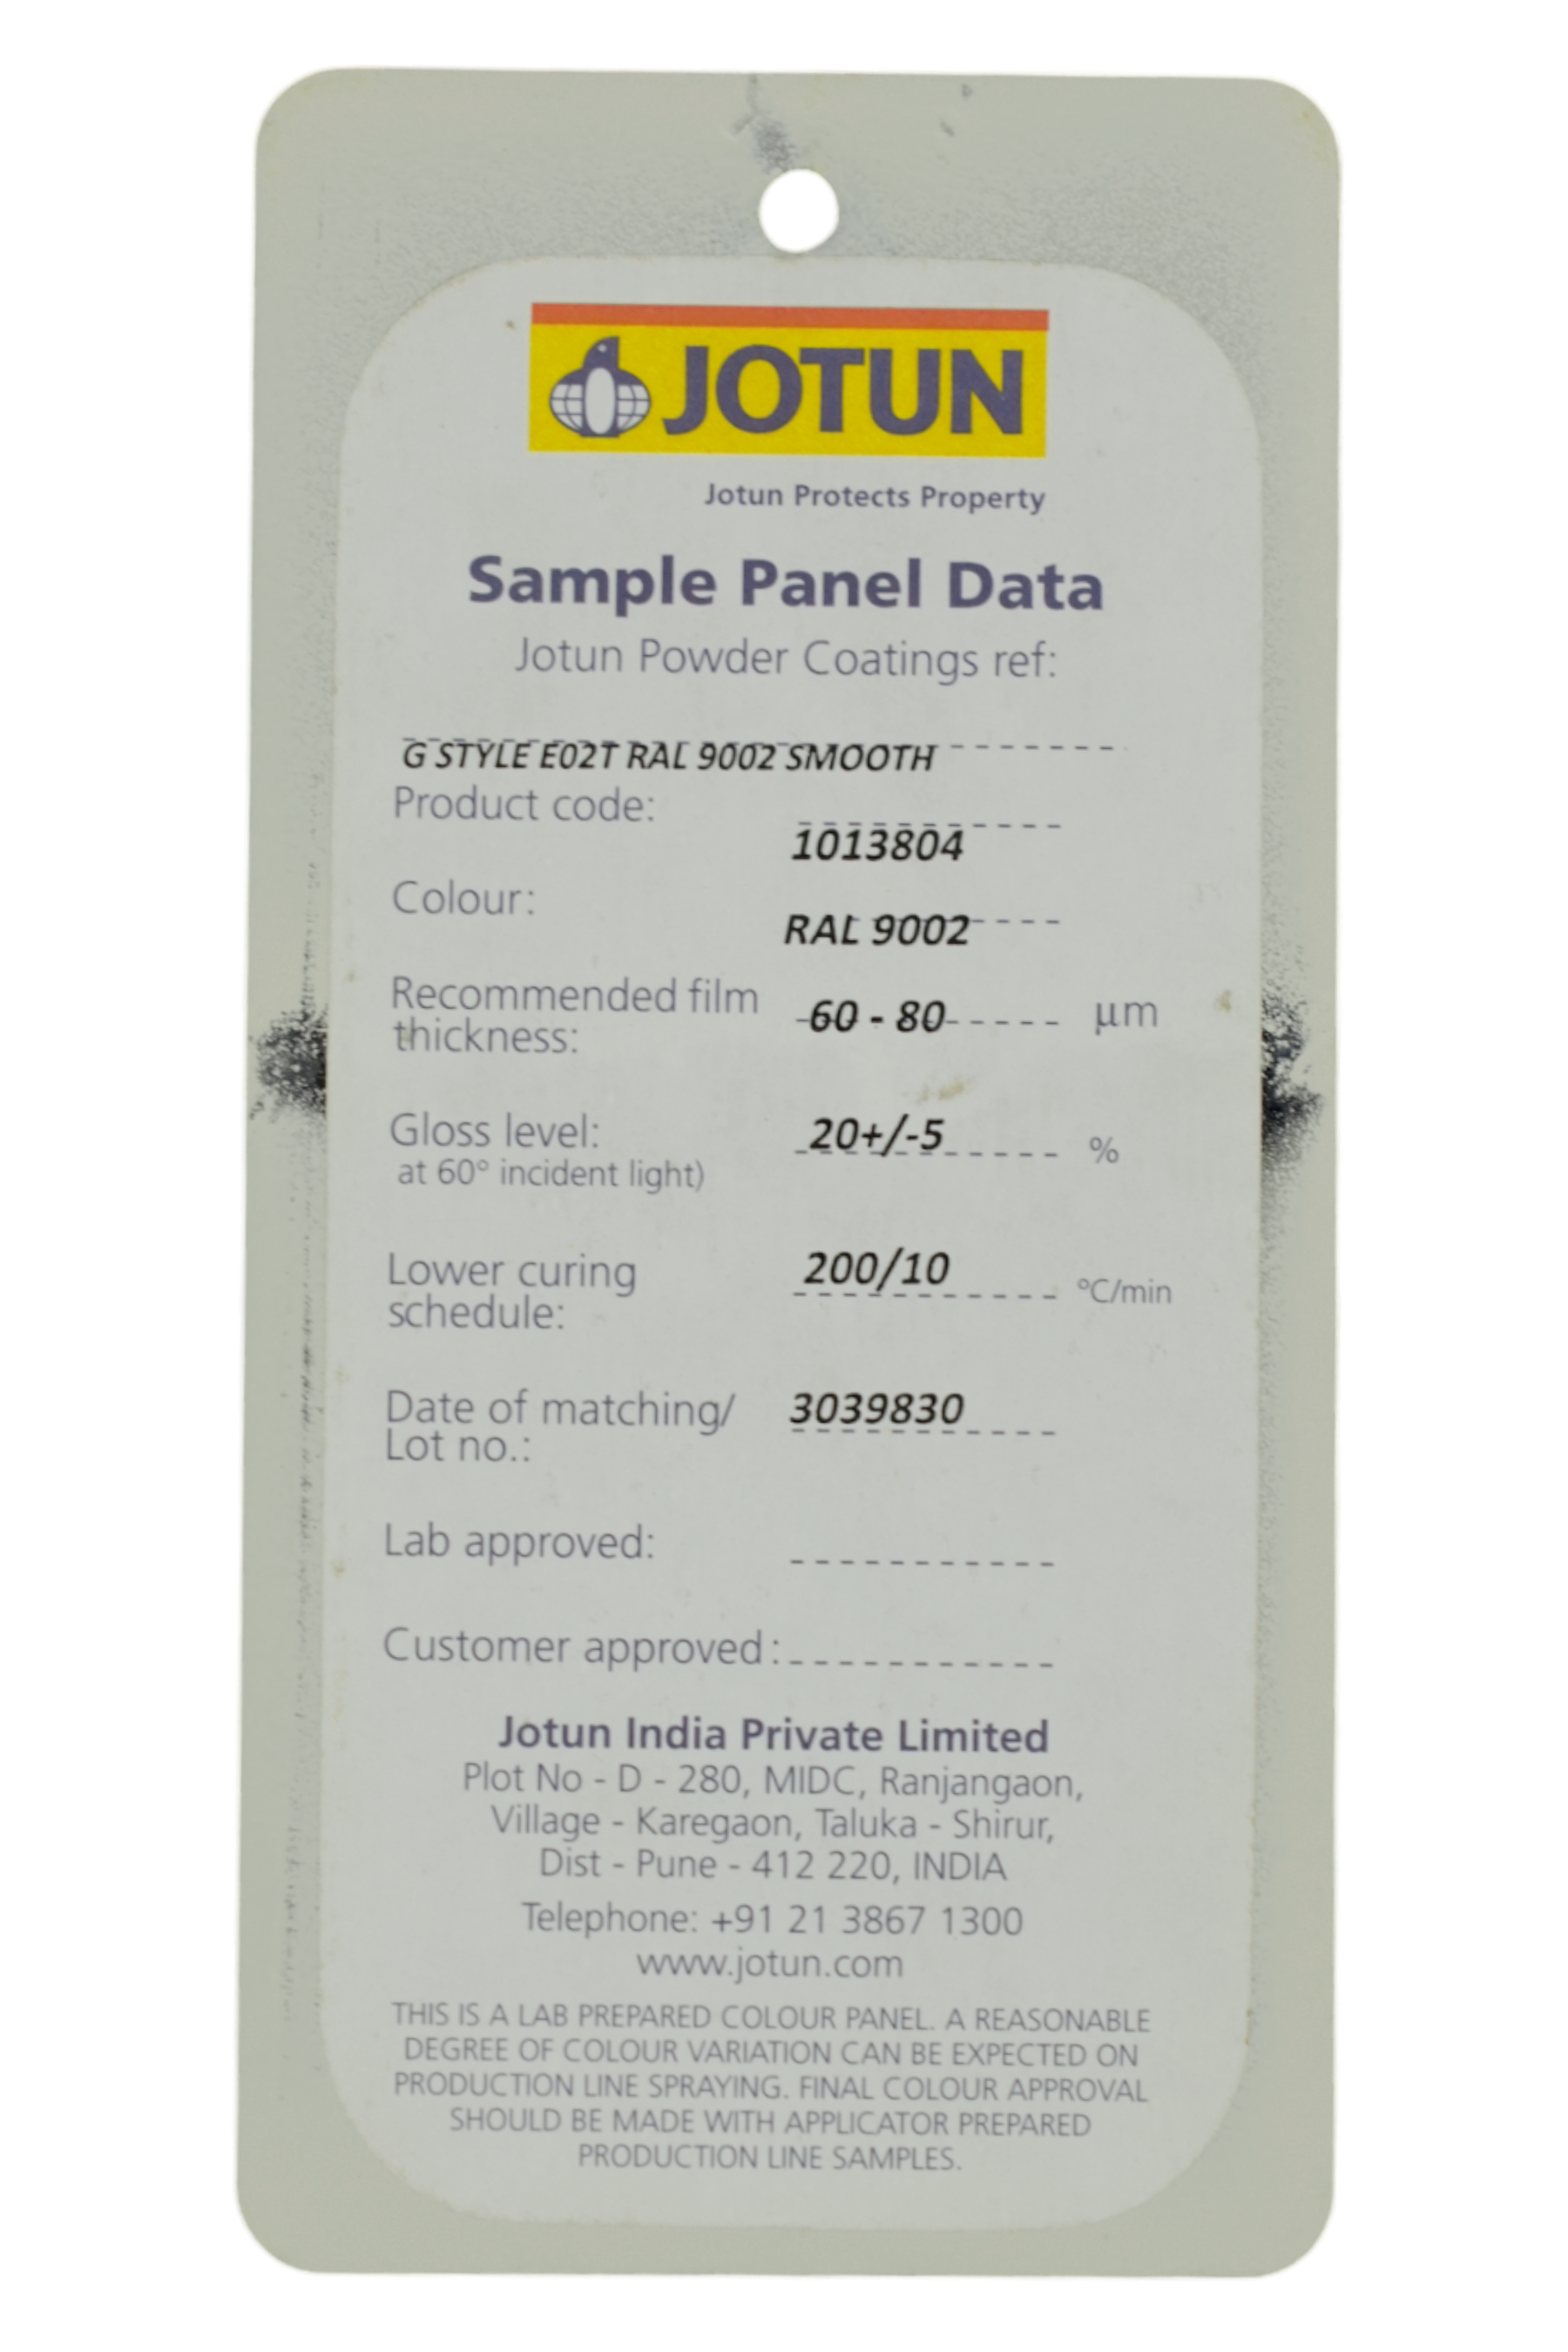 JOTUN
Jotun Protects Property
Sample Panel Data
Jotun Powder Coatings ref:
G STYLE E02T RAL 9002 SMOOTH
Product code:
1013804
Colour:
RAL 9002
Recommended film
thickness:
60 - 80 µm
Gloss level: 20+/-5 %
at 60° incident light)
Lower curing
schedule:
200/10 °C/min
Date of matching/
Lot no.:
3039830
Lab approved:
Customer approved:
Jotun India Private Limited
Plot No - D - 280, MIDC, Ranjangaon,
Village - Karegaon, Taluka - Shirur,
Dist - Pune - 412 220, INDIA
Telephone: +91 21 3867 1300
www.jotun.com
THIS IS A LAB PREPARED COLOUR PANEL. A REASONABLE
DEGREE OF COLOUR VARIATION CAN BE EXPECTED ON
PRODUCTION LINE SPRAYING. FINAL COLOUR APPROVAL
SHOULD BE MADE WITH APPLICATOR PREPARED
PRODUCTION LINE SAMPLES.